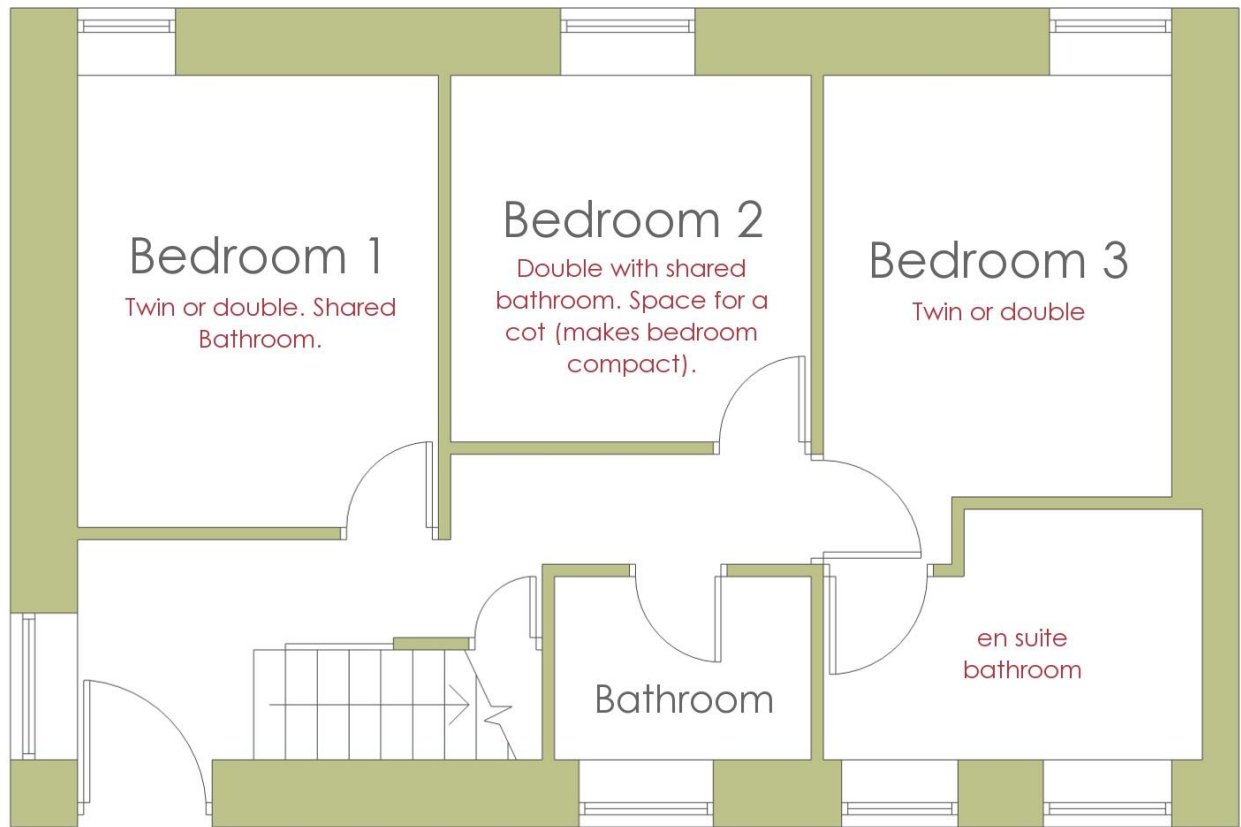 Bedroom 1
Twin or double. Shared
Bathroom.
Bedroom 2
Double with shared
bathroom. Space for a
cot (makes bedroom
compact).
Bedroom 3
Twin or double
Bathroom
en suite
bathroom